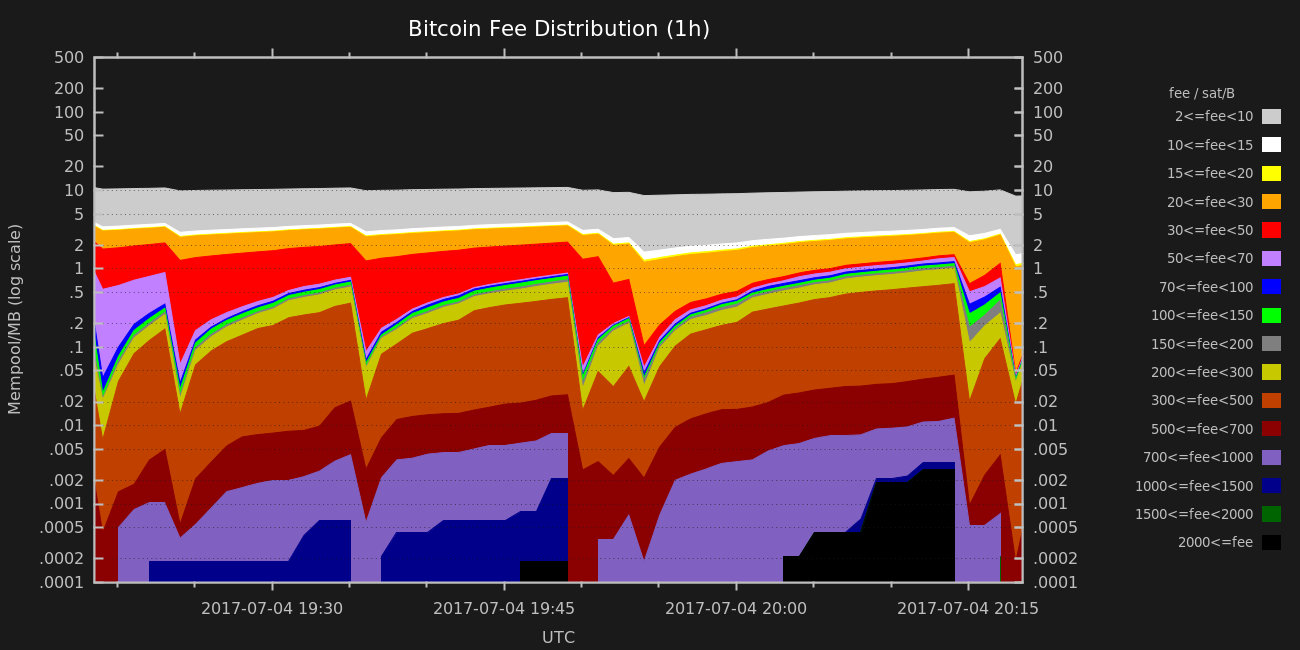 Bitcoin Fee Distribution (1h)
500
200
100
50
20
10
5
2
1
.5
.2
.1
.05
.02
.01
.005
.002
.001
.0005
.0002
.0001
Mempool/MB (log scale)
500
200
100
50
20
10
5
2
1
.5
.2
.1
.05
.02
.01
.005
.002
.001
.0005
.0002
.0001
2017-07-04 19:30
2017-07-04 19:45
2017-07-04 20:00
2017-07-04 20:15
UTC
fee / sat/B
2<=fee<10
10<=fee<15
15<=fee<20
20<=fee<30
30<=fee<50
50<=fee<70
70<=fee<100
100<=fee<150
150<=fee<200
200<=fee<300
300<=fee<500
500<=fee<700
700<=fee<1000
1000<=fee<1500
1500<=fee<2000
2000<=fee